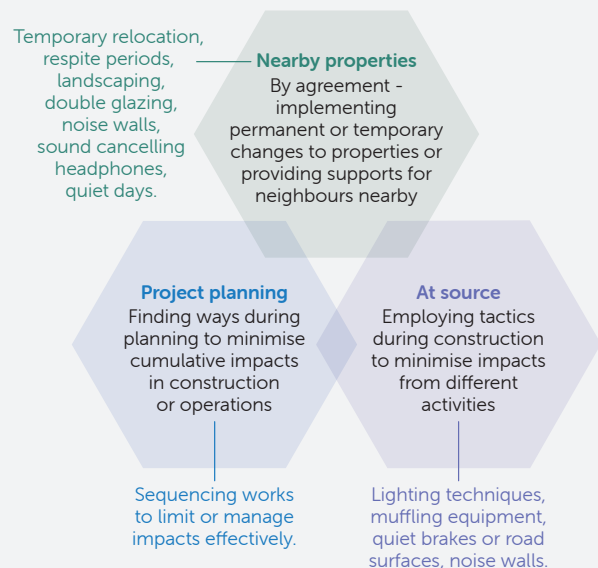 Temporary relocation,
respite periods,
landscaping,
double glazing,
noise walls,
sound cancelling
headphones,
quiet days.
Nearby properties
By agreement -
implementing
permanent or temporary
changes to properties or
providing supports for
neighbours nearby
Project planning
Finding ways during
planning to minimise
cumulative impacts
in construction
or operations
At source
Employing tactics
during construction
to minimise impacts
from different
activities
Sequencing works
to limit or manage
impacts effectively.
Lighting techniques,
muffling equipment,
quiet brakes or road
surfaces, noise walls.